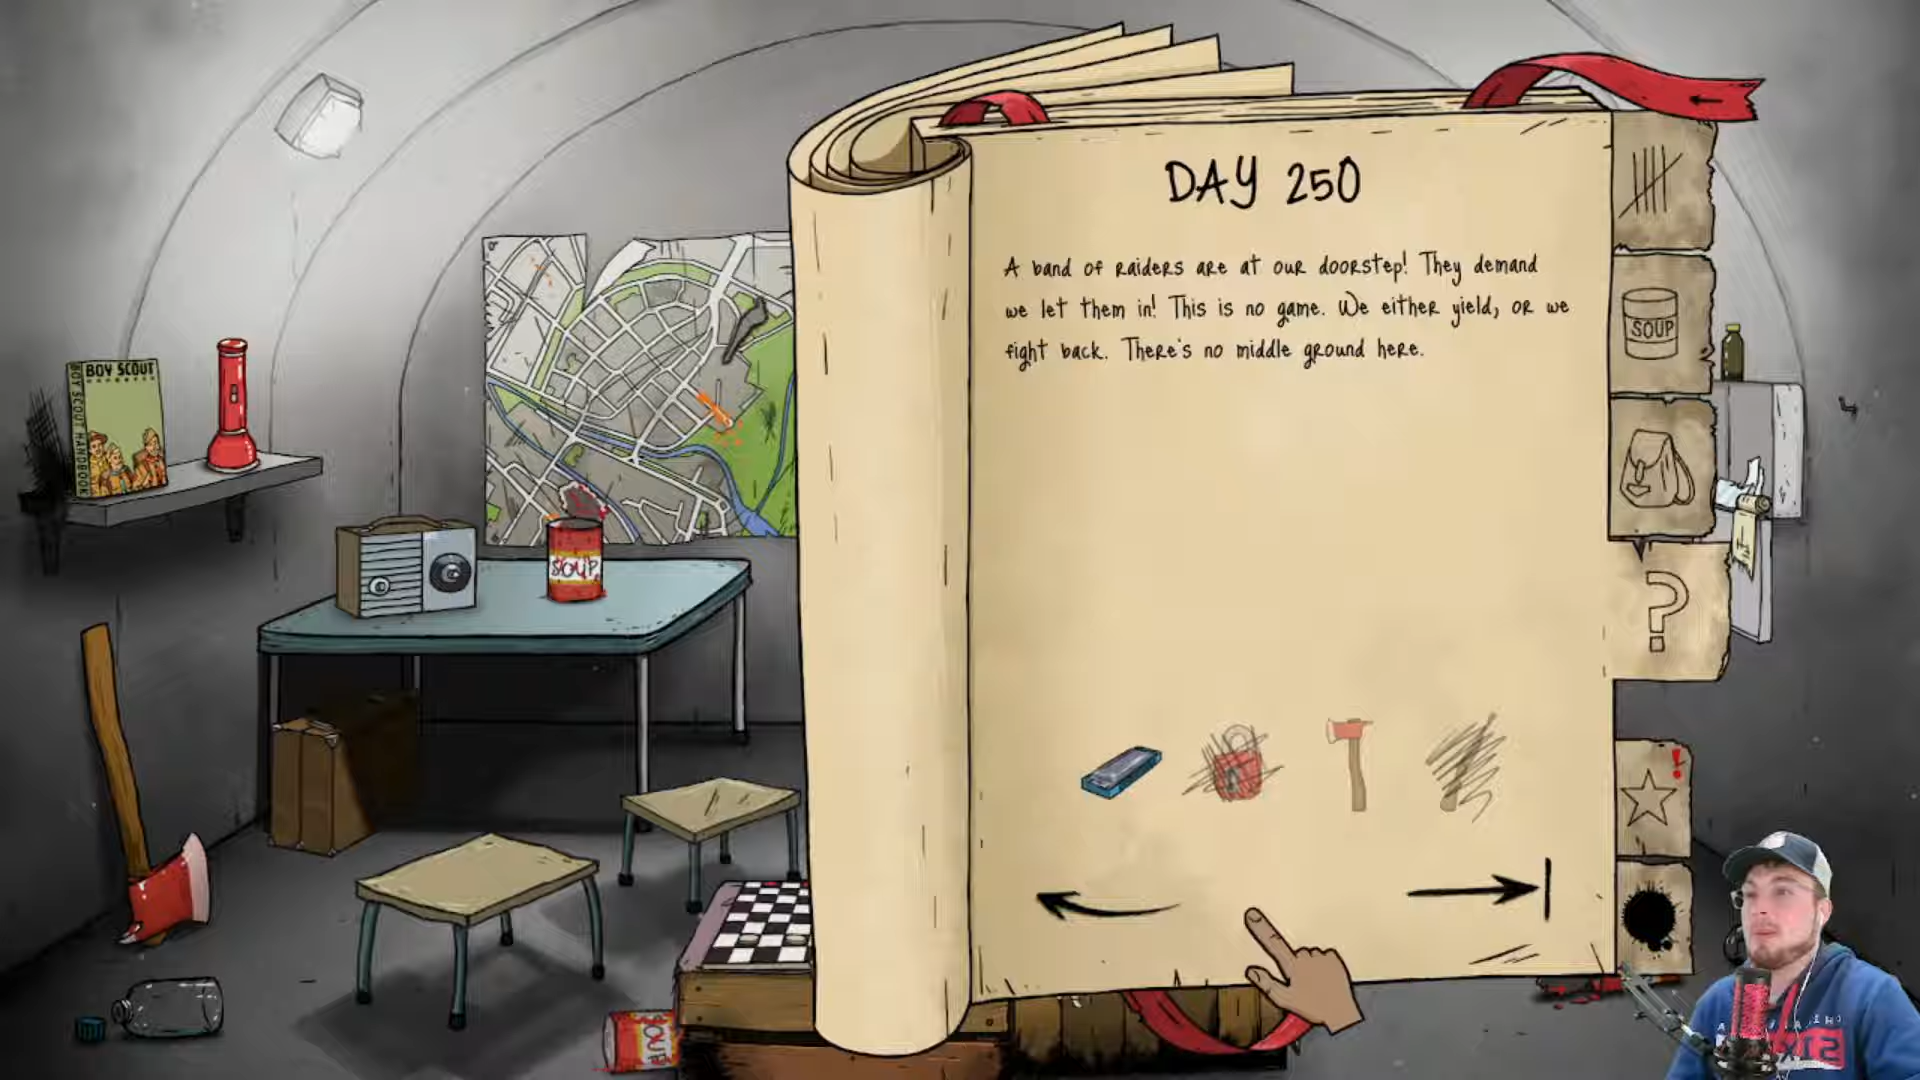 DAY 250
A band of raiders are at our doorstep! They demand
we let them in! This is no game. We either yield, or we
fight back. There's no middle ground here.
SOUP
BOY SCOUT
BOY SCOUT HANDBOOK
SOUP
SOUP